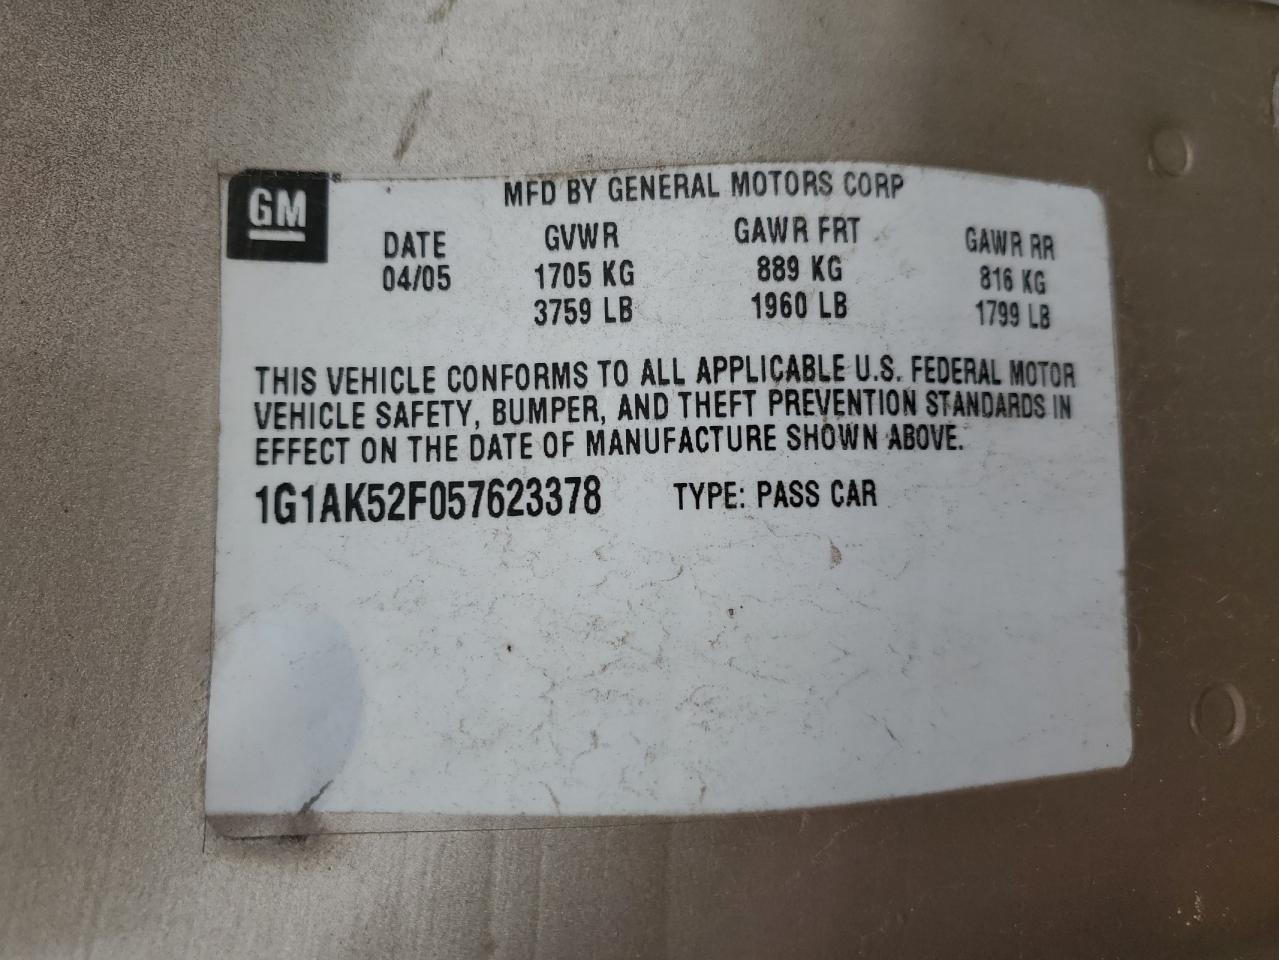 GM
MFD BY GENERAL MOTORS CORP
DATE GVWR GAWR FRT GAWR RR
04/05 1705 KG 889 KG 816 KG
3759 LB 1960 LB 1799 LB
THIS VEHICLE CONFORMS TO ALL APPLICABLE U.S. FEDERAL MOTOR
VEHICLE SAFETY, BUMPER, AND THEFT PREVENTION STANDARDS IN
EFFECT ON THE DATE OF MANUFACTURE SHOWN ABOVE.
1G1AK52F057623378 TYPE: PASS CAR